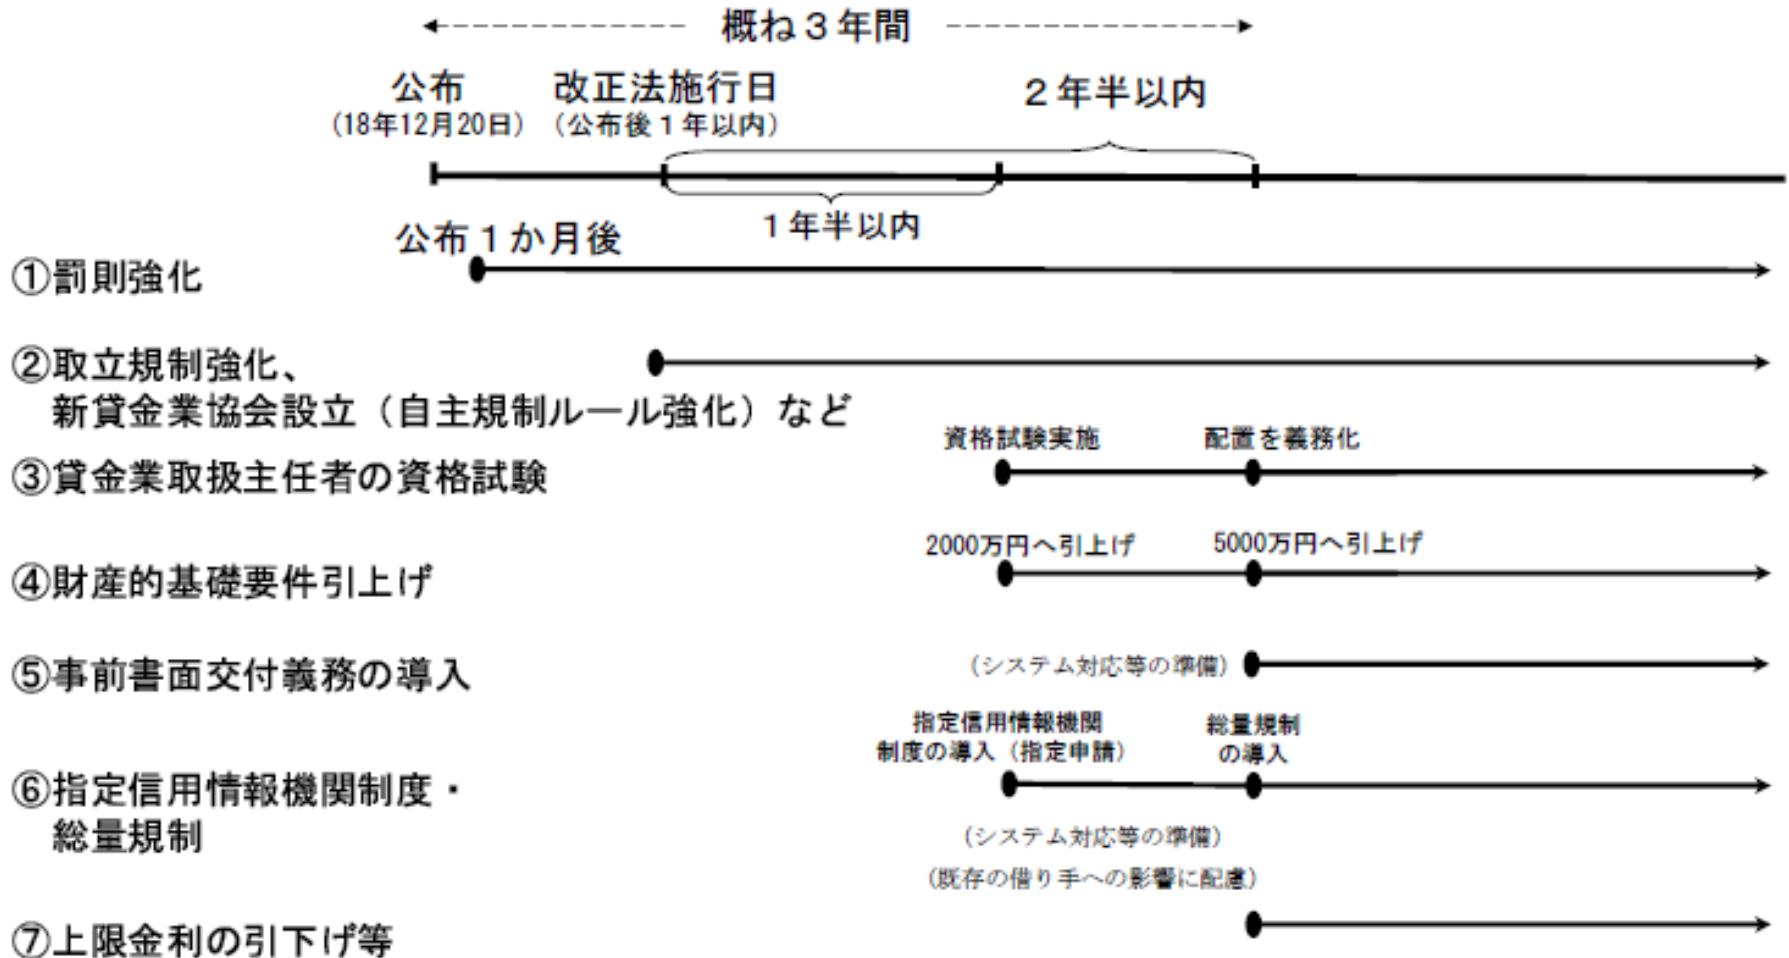 概ね３年間
公布
(18年12月20日)
改正法施行日
（公布後１年以内）
２年半以内
１年半以内
公布１か月後
①罰則強化
②取立規制強化、
新貸金業協会設立（自主規制ルール強化）など
資格試験実施
配置を義務化
③貸金業取扱主任者の資格試験
2000万円へ引上げ
5000万円へ引上げ
④財産的基礎要件引上げ
（システム対応等の準備）
⑤事前書面交付義務の導入
指定信用情報機関
制度の導入（指定申請）
総量規制
の導入
⑥指定信用情報機関制度・
総量規制
（システム対応等の準備）
（既存の借り手への影響に配慮）
⑦上限金利の引下げ等